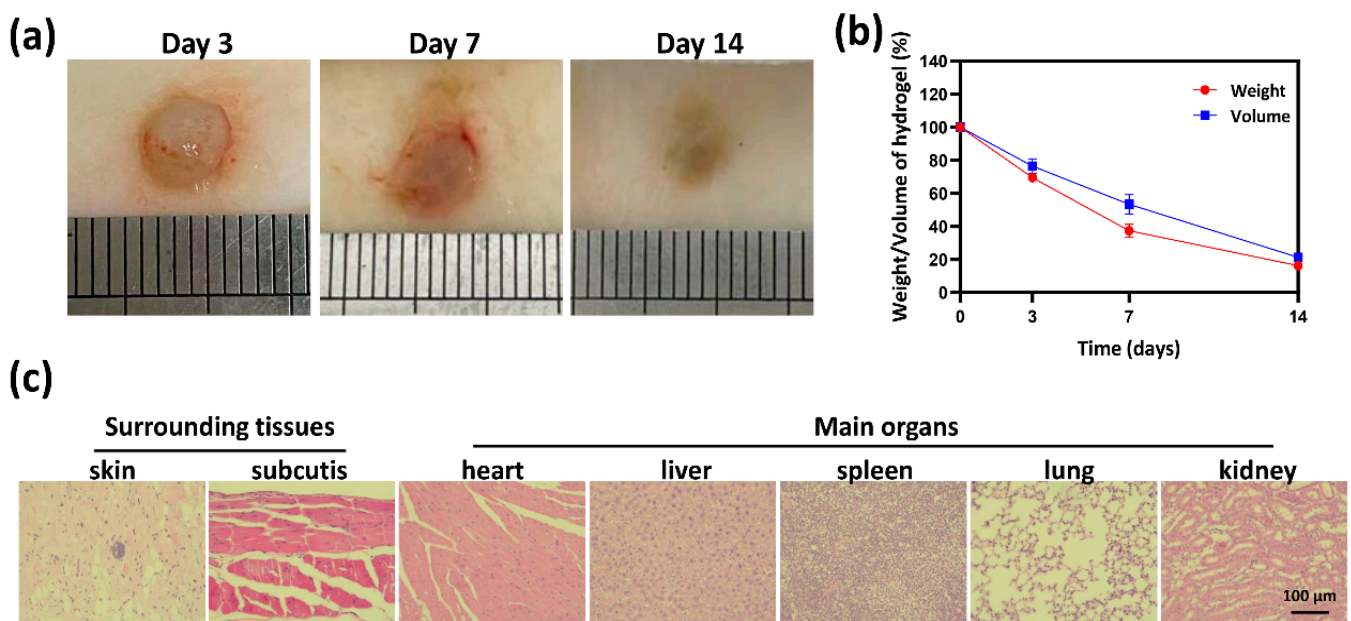 (a)
Day 3 Day 7 Day 14
(b)
Weight/Volume of hydrogel (%)
140
120
100
80
60
40
20
0
Weight
Volume
0 3 7 14
Time (days)
(c)
Surrounding tissues Main organs
skin subcutis heart liver spleen lung kidney
100 μm